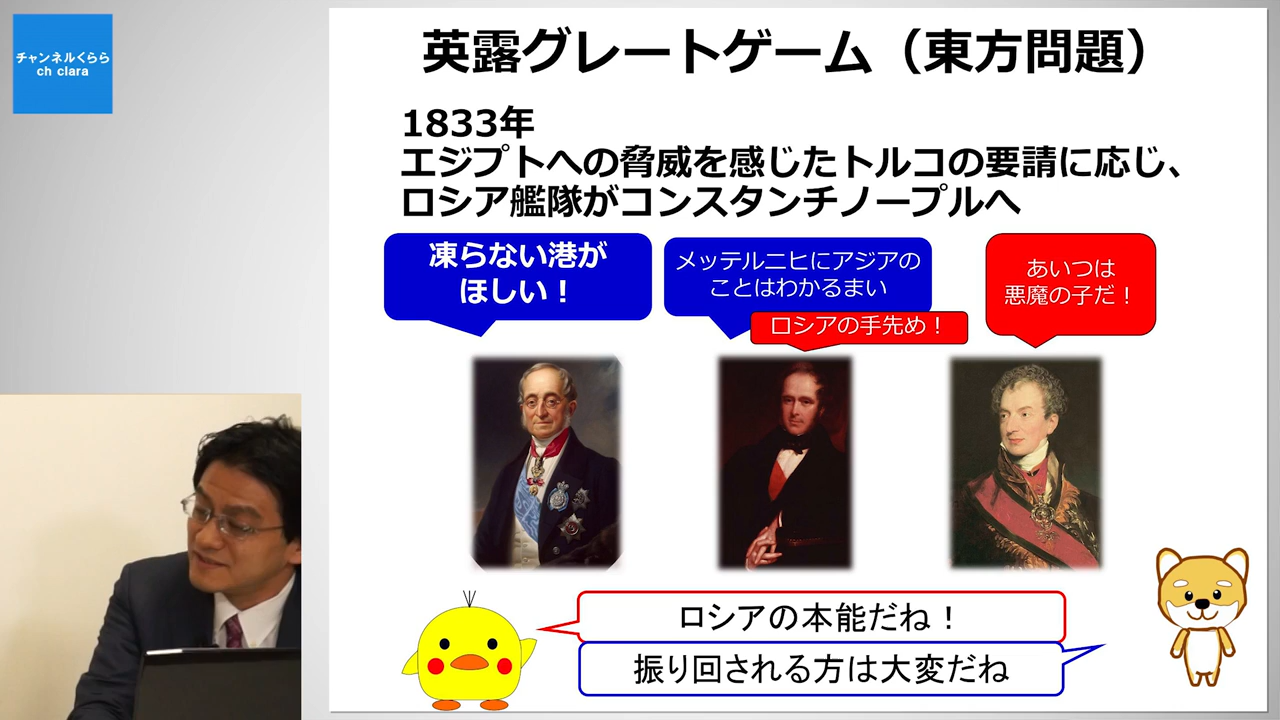 チャンネルくらら
ch clara
英露グレートゲーム（東方問題）
1833年
エジプトへの脅威を感じたトルコの要請に応じ、
ロシア艦隊がコンスタンチノープルへ
凍らない港が
ほしい！
メッテルニヒにアジアの
ことはわかるまい
ロシアの手先め！
あいつは
悪魔の子だ！
ロシアの本能だね！
振り回される方は大変だね